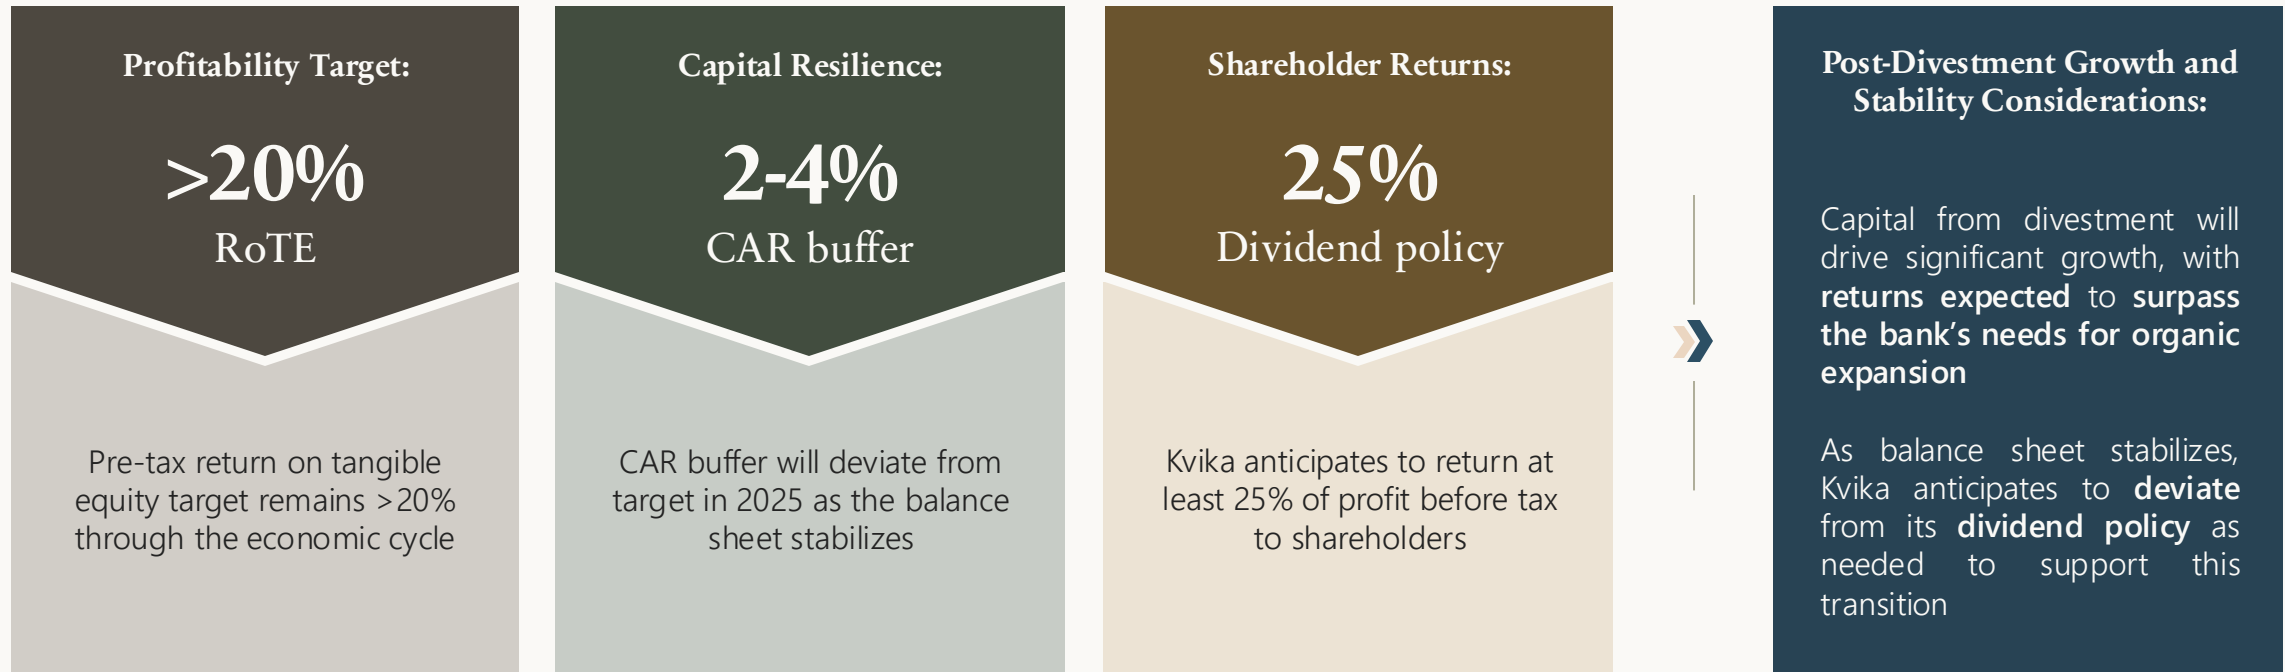 Profitability Target:
>20%
RoTE
Pre-tax return on tangible
equity target remains >20%
through the economic cycle
Capital Resilience:
2-4%
CAR buffer
CAR buffer will deviate from
target in 2025 as the balance
sheet stabilizes
Shareholder Returns:
25%
Dividend policy
Kvika anticipates to return at
least 25% of profit before tax
to shareholders
Post-Divestment Growth and
Stability Considerations:
Capital from divestment will
drive significant growth, with
returns expected to surpass
the bank’s needs for organic
expansion
As balance sheet stabilizes,
Kvika anticipates to deviate
from its dividend policy as
needed to support this
transition